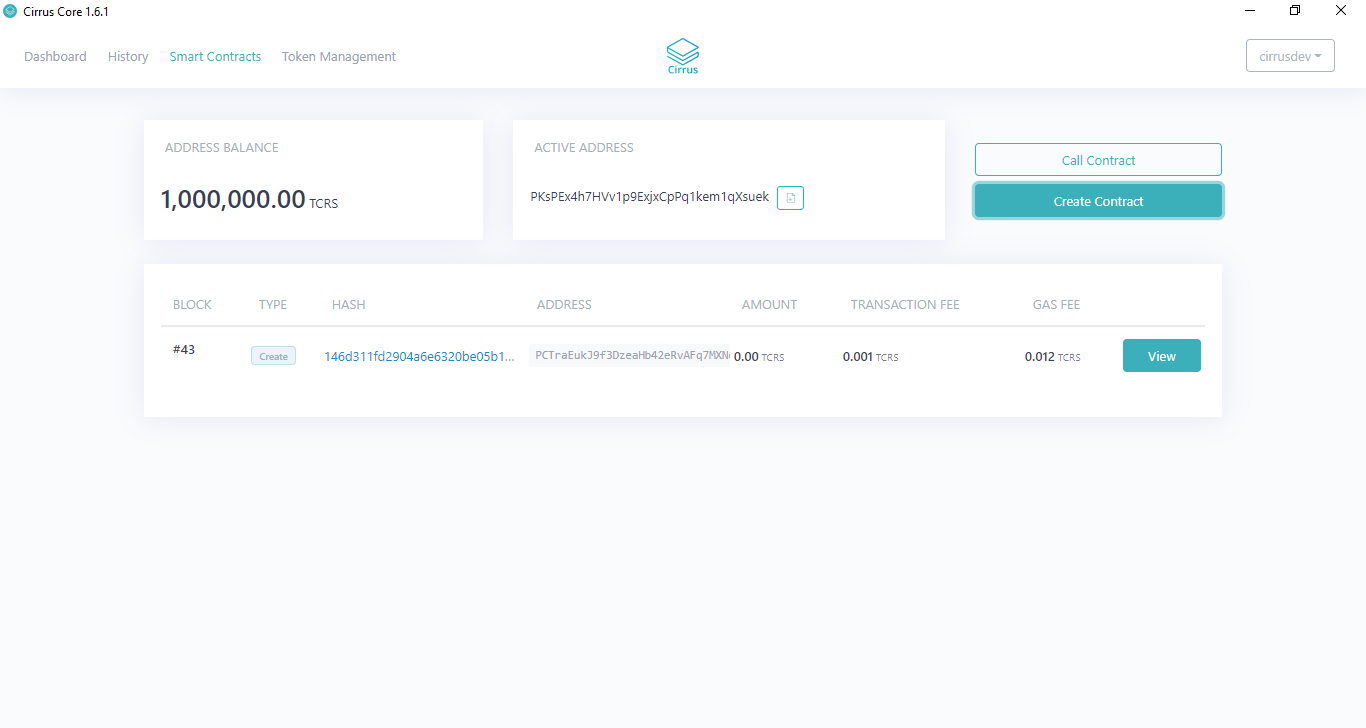 Cirrus Core 1.6.1
Dashboard History Smart Contracts Token Management
Cirrus
cirrusdev
ADDRESS BALANCE
1,000,000.00 TCRS
ACTIVE ADDRESS
PKsPEx4h7HVv1p9ExjxCpPq1kem1qXsuek
Call Contract
Create Contract
BLOCK TYPE HASH ADDRESS AMOUNT TRANSACTION FEE GAS FEE
#43 Create 146d311fd2904a6e6320be05b1... PCTraEukJ9f3DzeaHb42eRvAFq7MXN 0.00 TCRS 0.001 TCRS 0.012 TCRS View